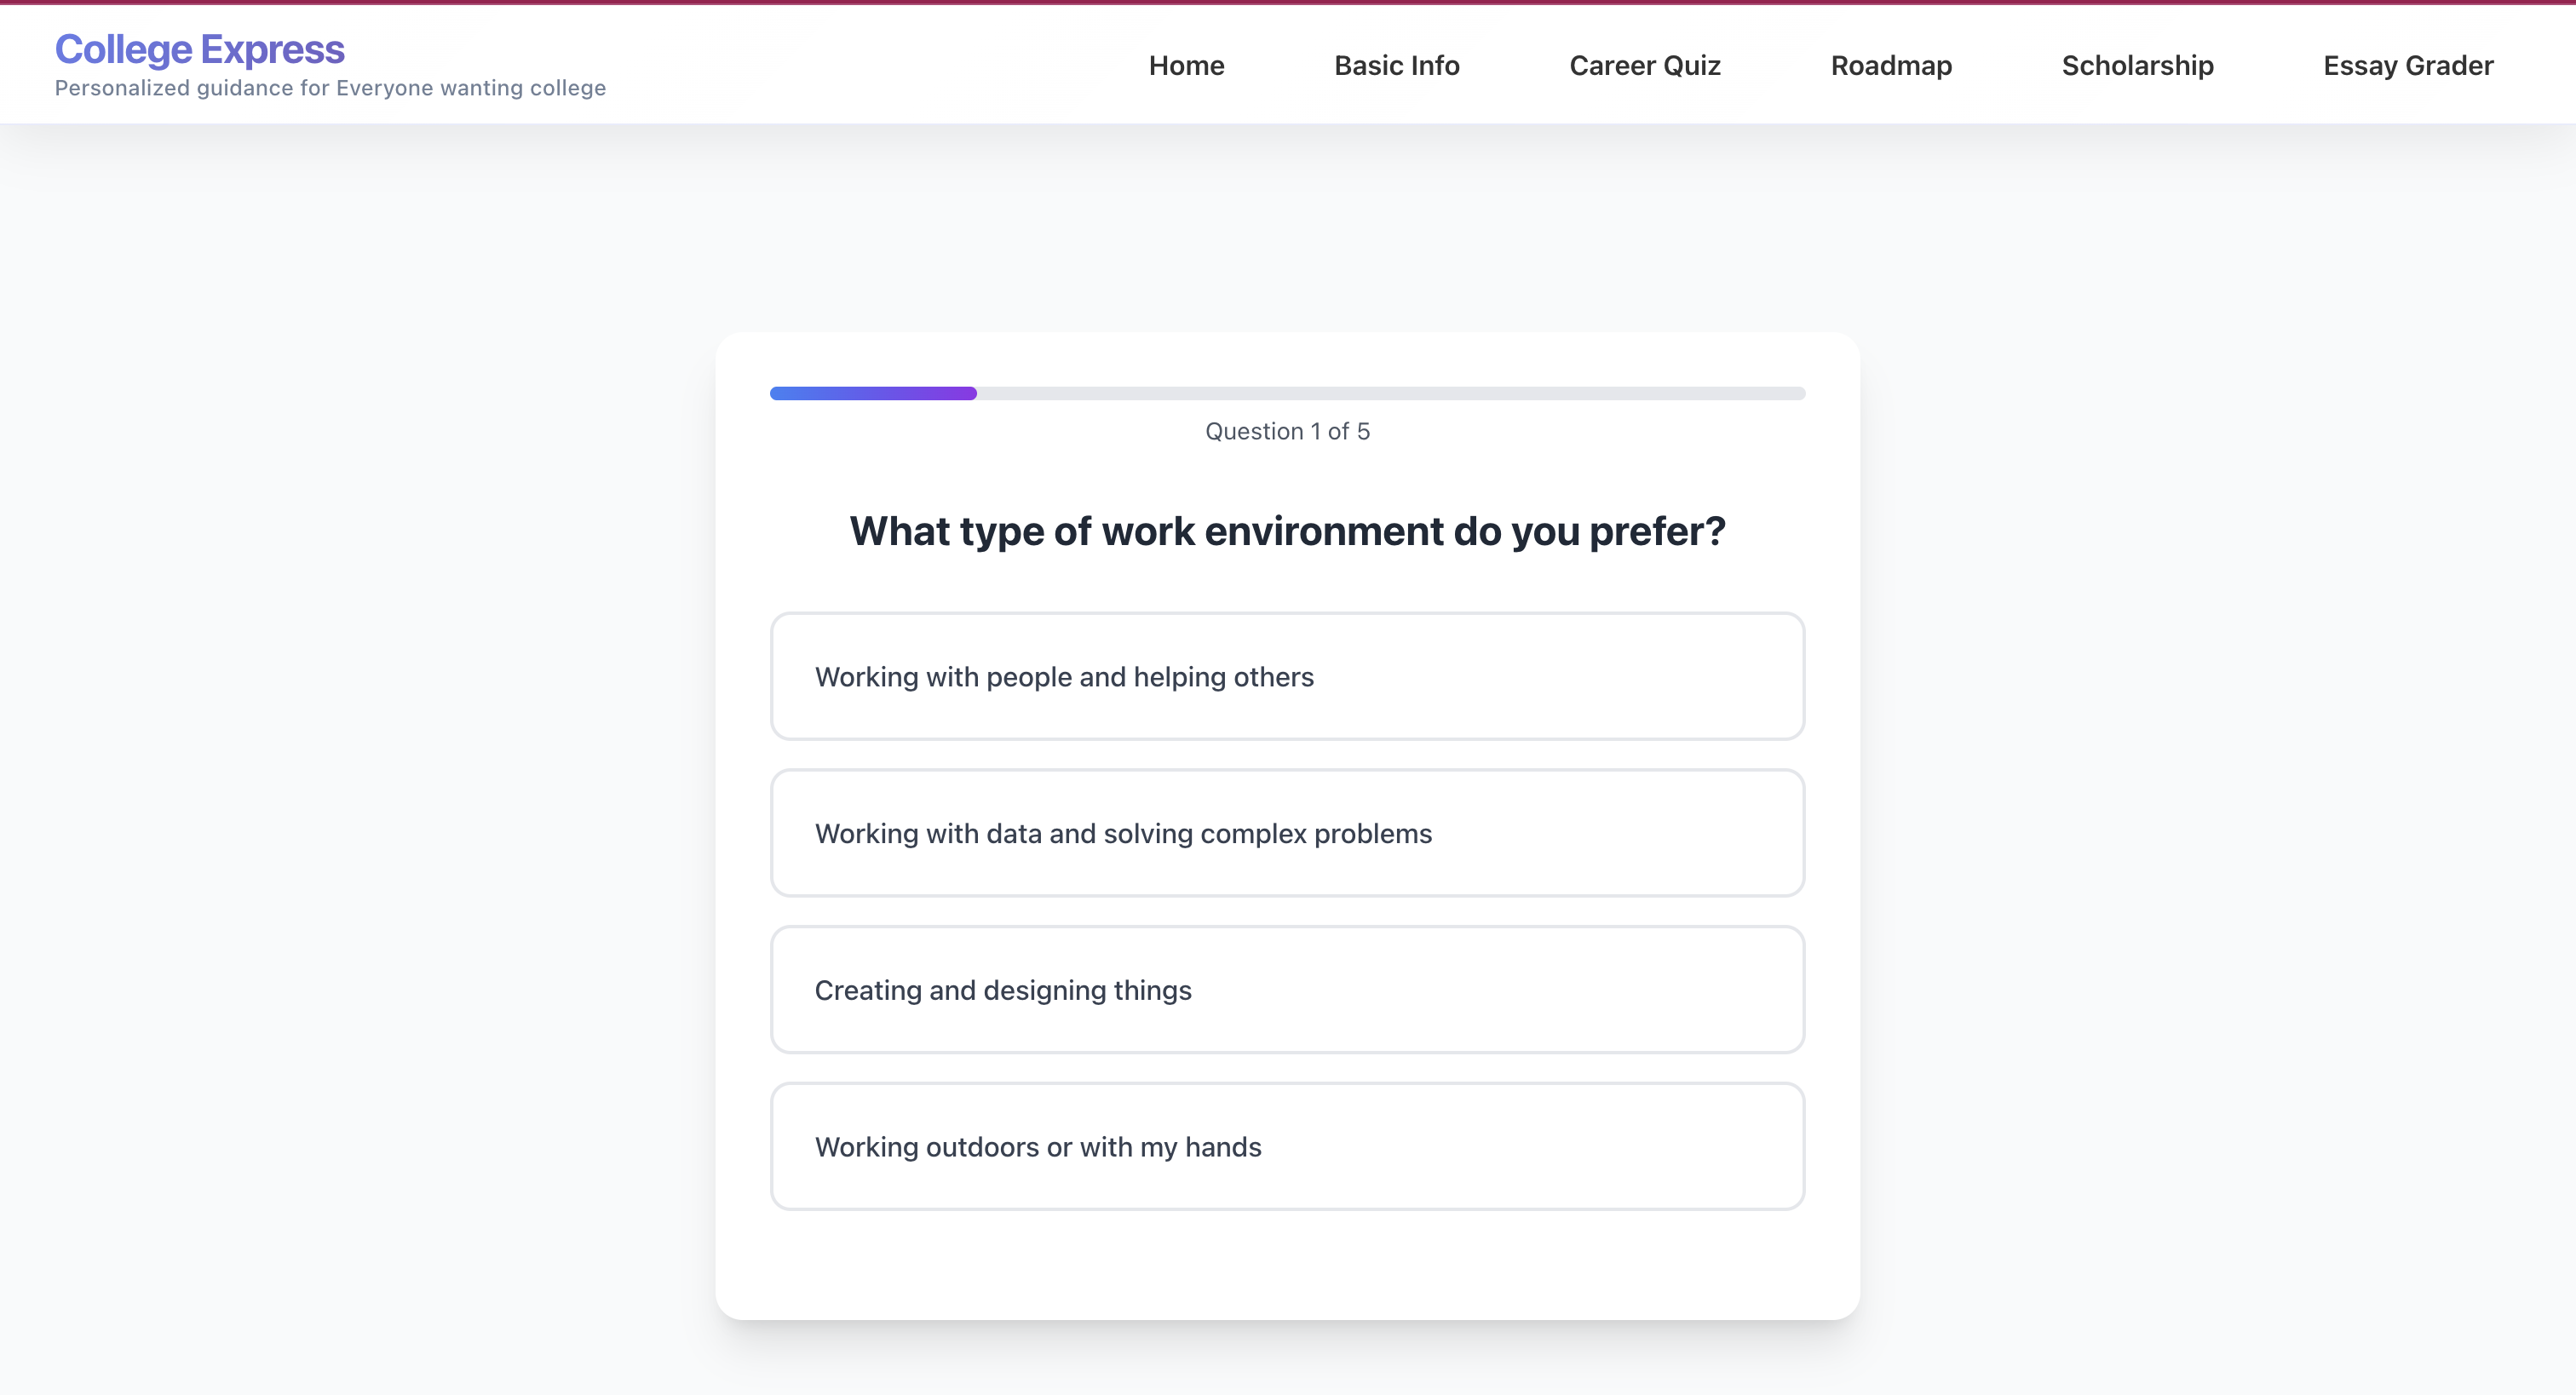 College Express
Personalized guidance for Everyone wanting college
Home
Basic Info
Career Quiz
Roadmap
Scholarship
Essay Grader
Question 1 of 5
What type of work environment do you prefer?
Working with people and helping others
Working with data and solving complex problems
Creating and designing things
Working outdoors or with my hands